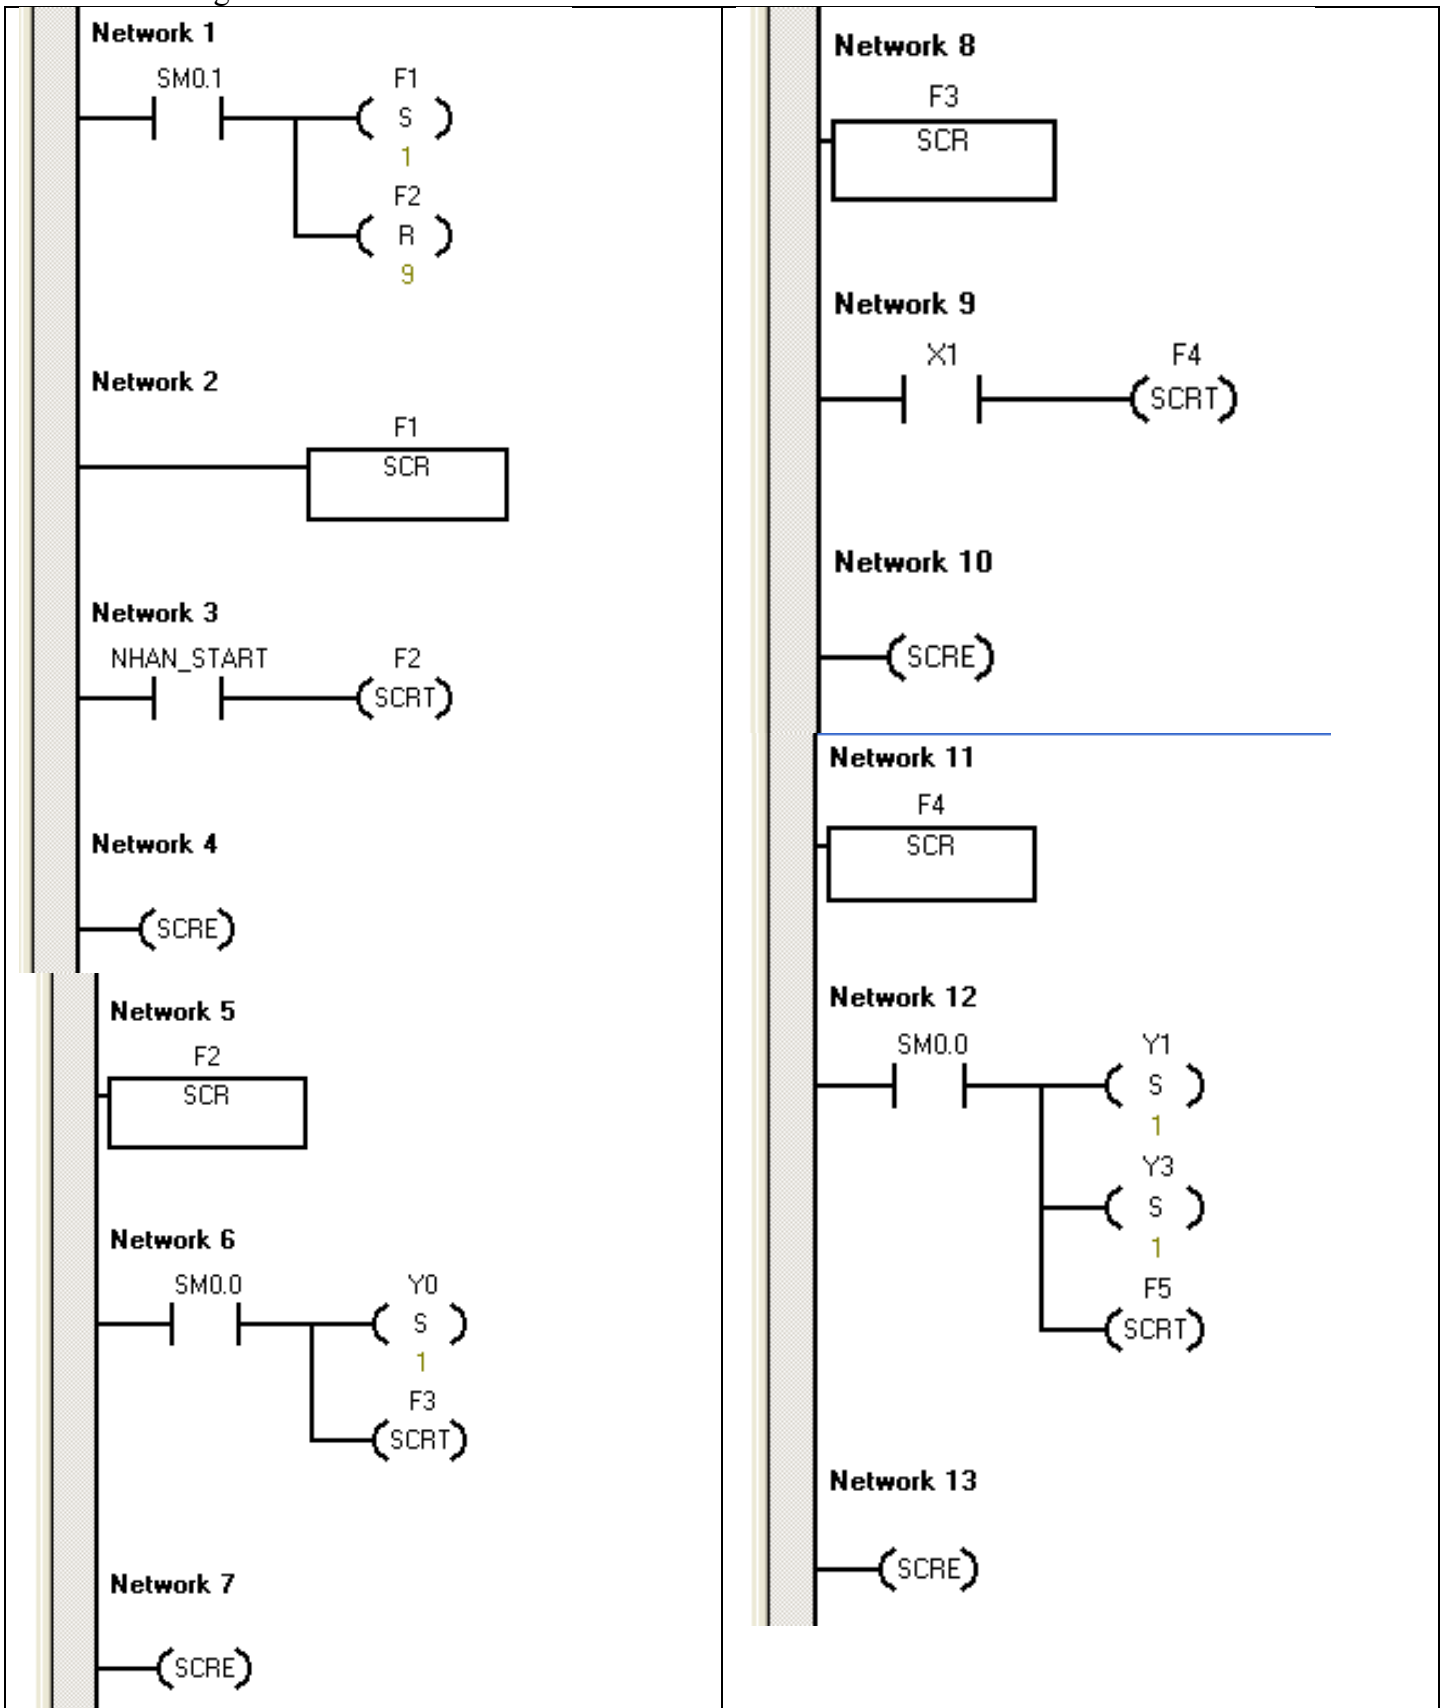 Network 1
SM0.1 F1
S
1
F2
R
9
Network 2
F1
SCR
Network 3
NHAN_START F2
SCRT
Network 4
SCRE
Network 5
F2
SCR
Network 6
SM0.0 Y0
S
1
F3
SCRT
Network 7
SCRE
Network 8
F3
SCR
Network 9
X1 F4
SCRT
Network 10
SCRE
Network 11
F4
SCR
Network 12
SM0.0 Y1
S
1
Y3
S
1
F5
SCRT
Network 13
SCRE